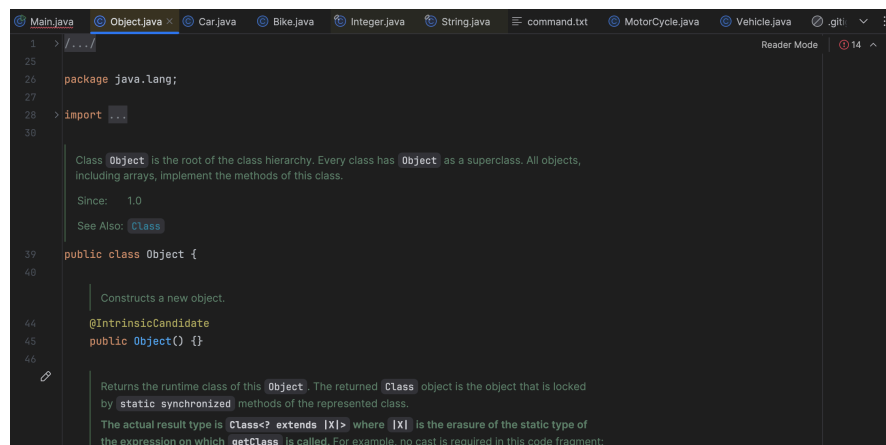 Main.java Object.java × Car.java Bike.java Integer.java String.java command.txt MotorCycle.java Vehicle.java .giti
1 > /.../ Reader Mode 14
25
26 package java.lang;
27
28 > import ...
30
Class Object is the root of the class hierarchy. Every class has Object as a superclass. All objects,
including arrays, implement the methods of this class.
Since: 1.0
See Also: Class
39 public class Object {
40
Constructs a new object.
44 @IntrinsicCandidate
45 public Object() {}
46
Returns the runtime class of this Object . The returned Class object is the object that is locked
by static synchronized methods of the represented class.
The actual result type is Class<? extends |X|> where |X| is the erasure of the static type of
the expression on which getClass is called. For example, no cast is required in this code fragment: